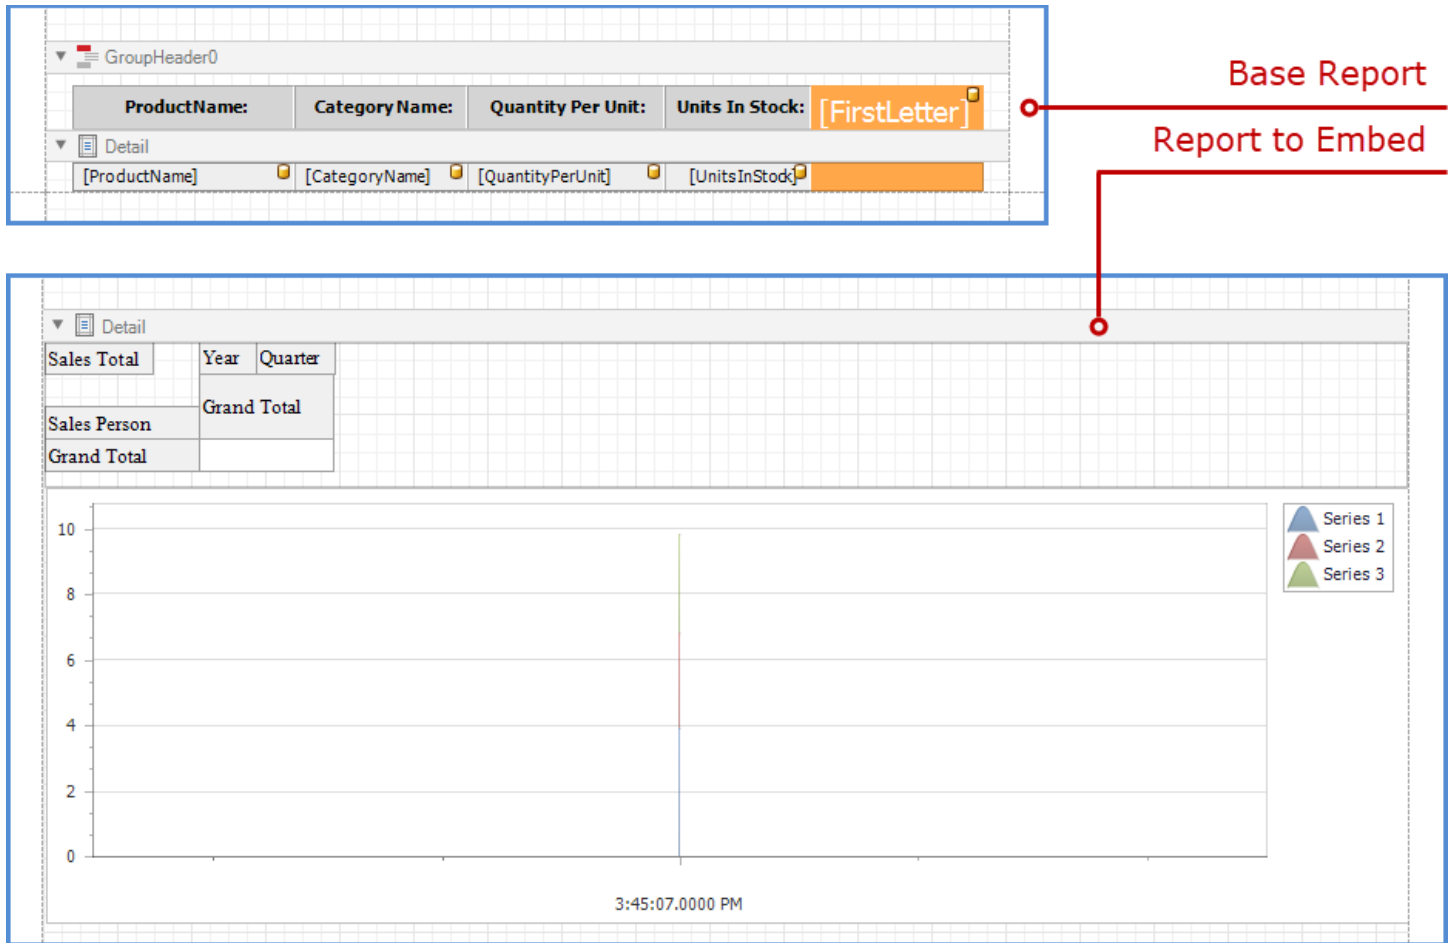 GroupHeader0
Base Report
ProductName: Category Name: Quantity Per Unit: Units In Stock: [FirstLetter]
Report to Embed
Detail
[ProductName] [CategoryName] [QuantityPerUnit] [UnitsInStock]
Detail
Sales Total Year Quarter
Grand Total
Sales Person
Grand Total
10
8
6
4
2
0
3:45:07.0000 PM
Series 1
Series 2
Series 3